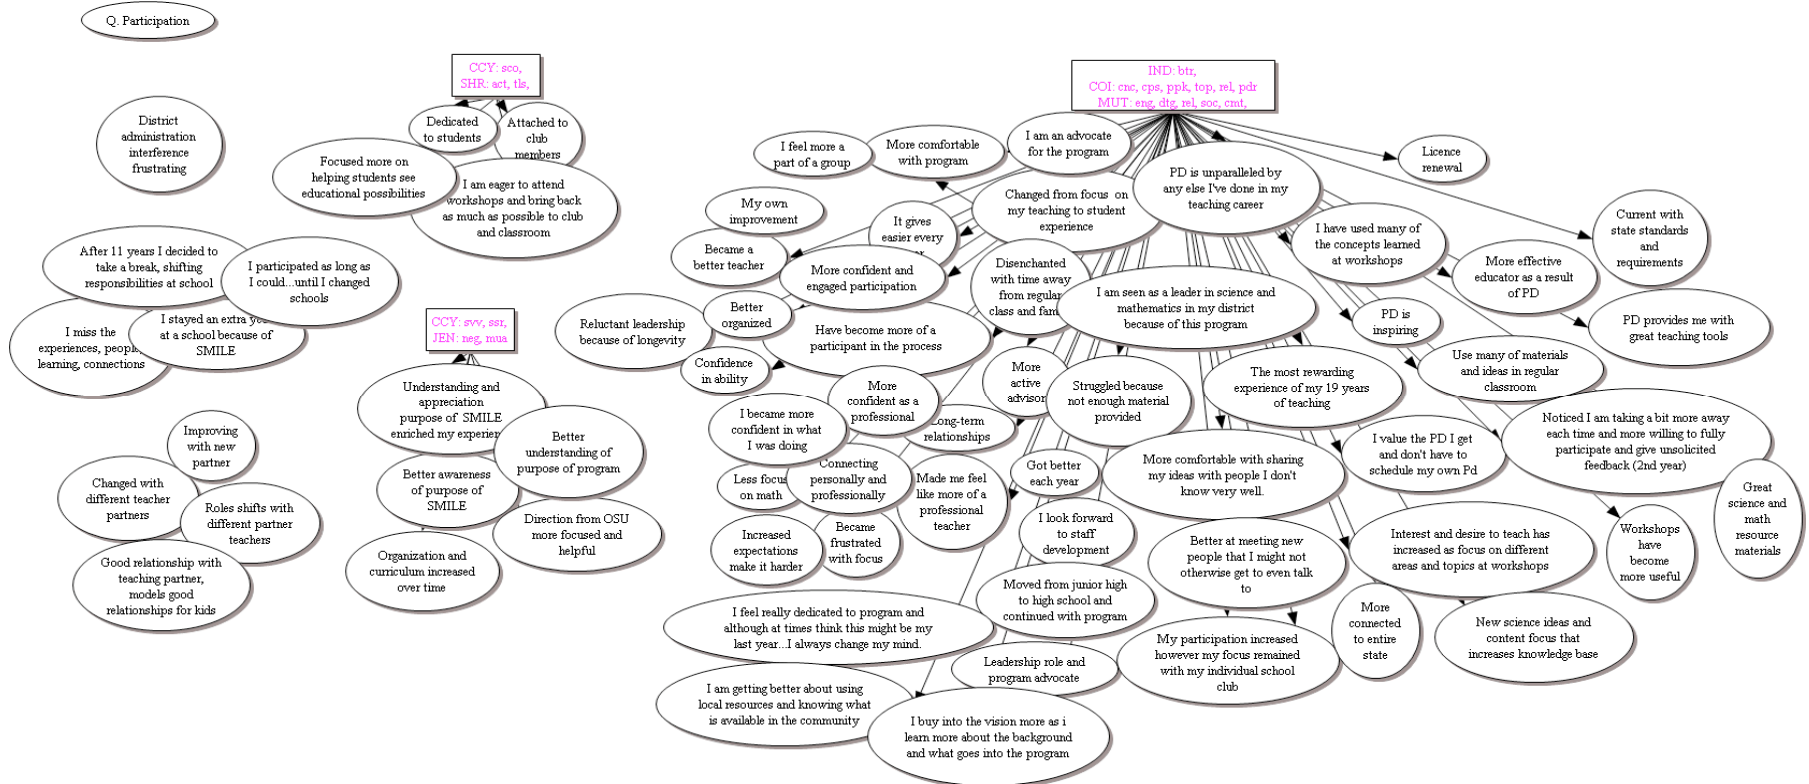 Q. Participation
CCY: sco,
SHR: act, tls,
IND: btr,
COI: cnc, cps, ppk, top, rel, pdr
MUT: eng, dtg, rel, soc, cmt,
District
administration
interference
frustrating
Dedicated
to students
Attached to
club
members
Focused more on
helping students see
educational possibilities
I am eager to attend
workshops and bring back
as much as possible to club
and classroom
After 11 years I decided to
take a break, shifting
responsibilities at school
I participated as long as
I could...until I changed
schools
I miss the
experiences, people,
learning, connections
I stayed an extra
at a school because of
SMILE
CCY: svv, ssr,
JEN: neg, mua
Understanding and
appreciation
purpose of SMILE
enriched my
Better
understanding of
purpose of program
Better awareness
of purpose of
SMILE
Direction from OSU
more focused and
helpful
Organization and
curriculum increased
over time
Improving
with new
partner
Changed with
different teacher
partners
Roles shifts with
different partner
teachers
Good relationship with
teaching partner,
models good
relationships for kids
I feel more a
part of a group
More comfortable
with program
I am an advocate
for the program
PD is unparalleled by
any else I've done in my
teaching career
Licence
renewal
My own
improvement
It gives
easier every
Changed from focus on
my teaching to student
experience
Became a
better teacher
More confident and
engaged participation
Disenchanted
with time away
from regular
class and
I have used many of
the concepts learned
at workshops
Current with
state standards
and
requirements
More effective
educator as a result
of PD
I am seen as a leader in science and
mathematics in my district
because of this program
Reluctant leadership
because of longevity
Better
organized
Have become more of a
participant in the process
PD is
inspiring
PD provides me with
great teaching tools
Confidence
in ability
More
active
advisor
Struggled because
not enough material
provided
The most rewarding
experience of my 19 years
of teaching
Use many of materials
and ideas in regular
classroom
More
confident as a
professional
I became more
confident in what
I was doing
Long-term
relationships
Noticed I am taking a bit more away
each time and more willing to fully
participate and give unsolicited
feedback (2nd year)
I value the PD I get
and don't have to
schedule my own Pd
More comfortable with sharing
my ideas with people I don't
know very well.
Less focus
on math
Connecting
personally and
professionally
Made me feel
like more of a
professional
teacher
Got better
each year
Great
science and
math
resource
materials
Increased
expectations
make it harder
Became
frustrated
with focus
I look forward
to staff
development
Better at meeting new
people that I might not
otherwise get to even talk
to
Interest and desire to teach has
increased as focus on different
areas and topics at workshops
Workshops
have
become
more useful
Moved from junior high
to high school and
continued with program
I feel really dedicated to program and
although at times think this might be my
last year...I always change my mind.
More
connected
to entire
state
New science ideas and
content focus that
increases knowledge base
My participation increased
however my focus remained
with my individual school
club
Leadership role and
program advocate
I am getting better about using
local resources and knowing what
is available in the community
I buy into the vision more as i
learn more about the background
and what goes into the program